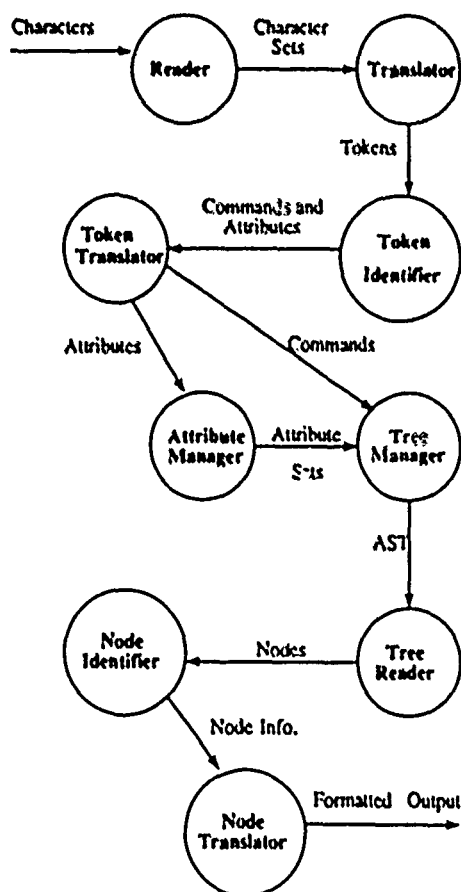 Characters
Reader
Character
Sets
Translator
Tokens
Token
Identifier
Commands and
Attributes
Token
Translator
Attributes
Commands
Attribute
Manager
Attribute
Sets
Tree
Manager
AST
Tree
Reader
Nodes
Node
Identifier
Node Info.
Node
Translator
Formatted Output